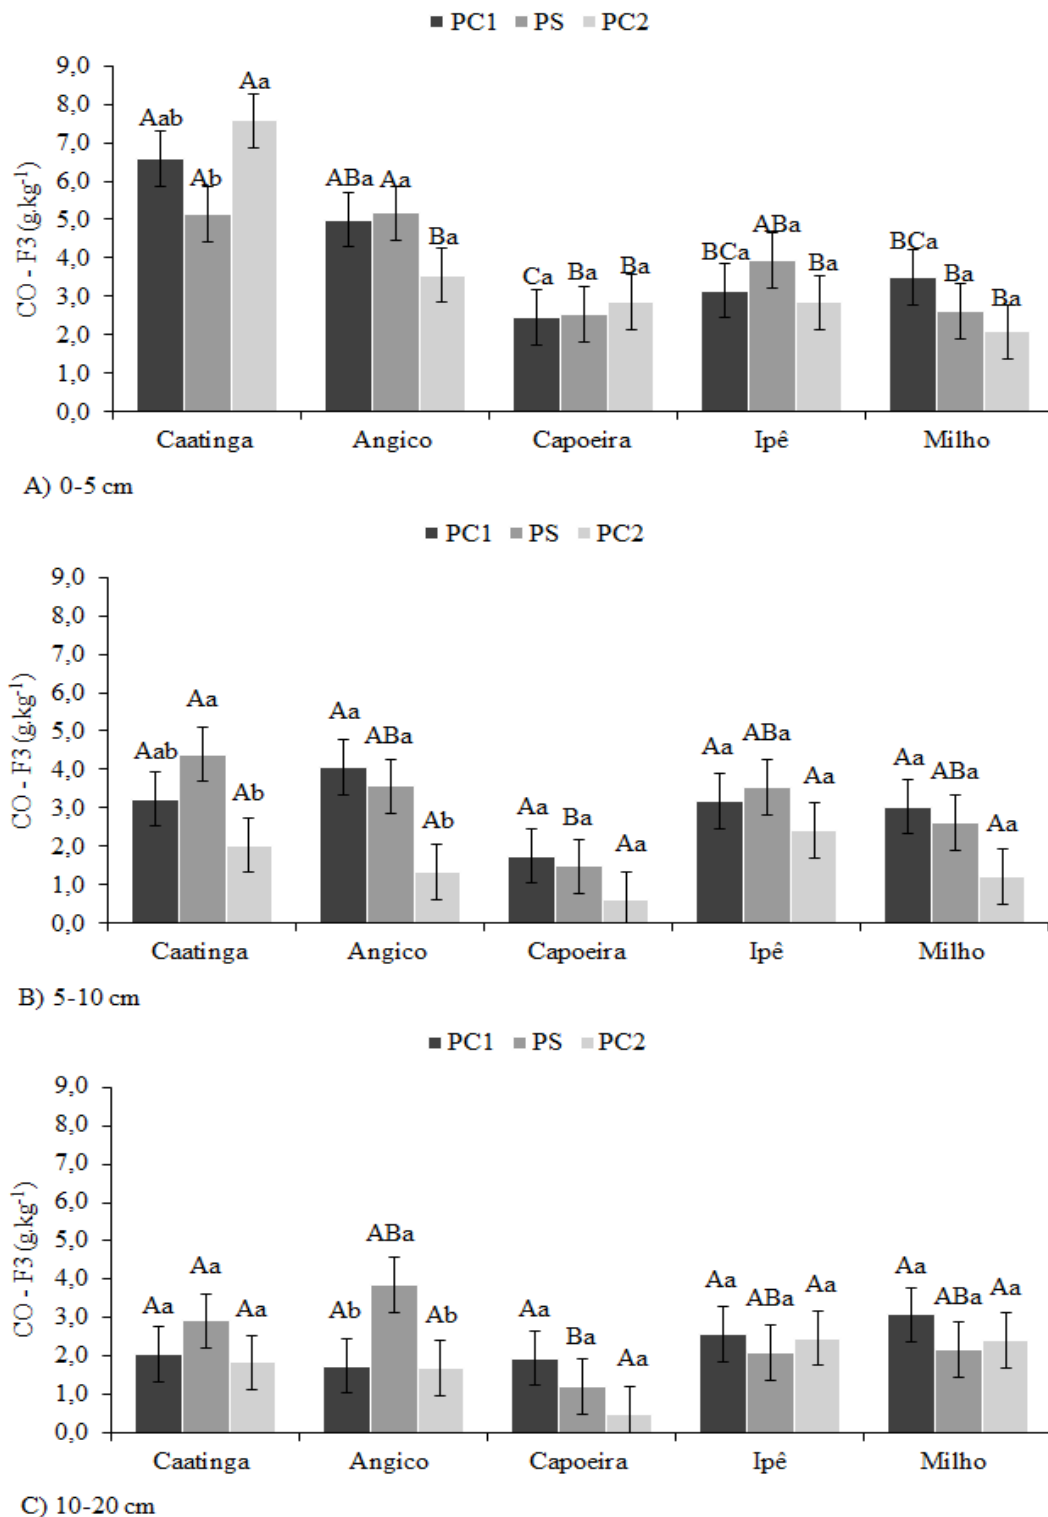 PC1 PS PC2
CO - F3 (g.kg⁻¹)
9,0
8,0
7,0
6,0
5,0
4,0
3,0
2,0
1,0
0,0
Aab Ab Aa
ABa Aa Ba
Ca Ba Ba
BCa ABa Ba
BCa Ba Ba
Caatinga Angico Capoeira Ipê Milho
A) 0-5 cm
PC1 PS PC2
CO - F3 (g.kg⁻¹)
9,0
8,0
7,0
6,0
5,0
4,0
3,0
2,0
1,0
0,0
Aab Aa Ab
Aa ABa Ab
Aa Ba Aa
Aa ABa Aa
Aa ABa Aa
Caatinga Angico Capoeira Ipê Milho
B) 5-10 cm
PC1 PS PC2
CO - F3 (g.kg⁻¹)
9,0
8,0
7,0
6,0
5,0
4,0
3,0
2,0
1,0
0,0
Aa Aa Aa
Ab ABa Ab
Aa Ba Aa
Aa ABa Aa
Aa ABa Aa
Caatinga Angico Capoeira Ipê Milho
C) 10-20 cm